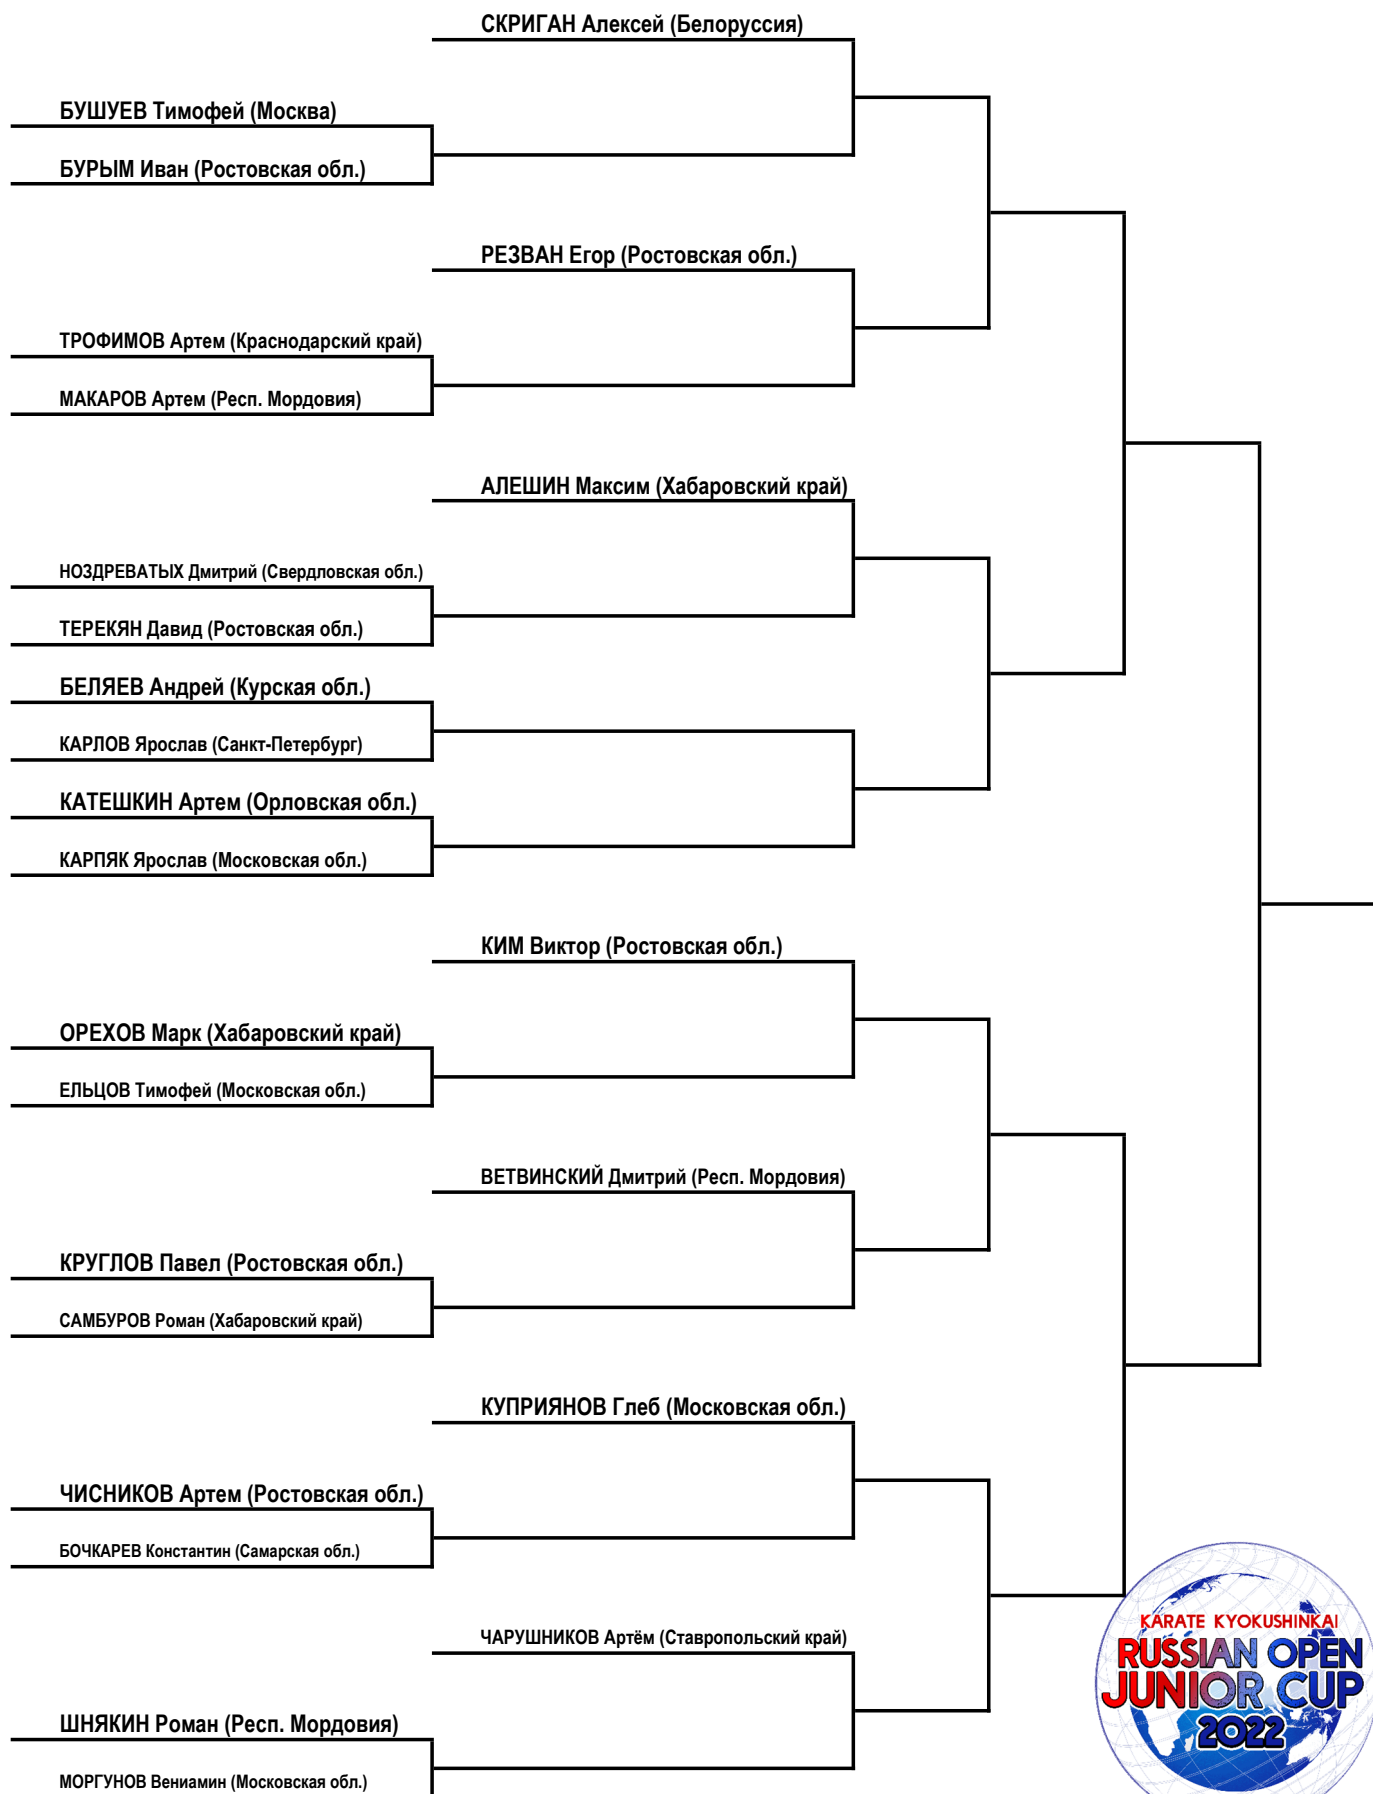 СКРИГАН Алексей (Белоруссия)
БУШУЕВ Тимофей (Москва)
БУРЫМ Иван (Ростовская обл.)
РЕЗВАН Егор (Ростовская обл.)
ТРОФИМОВ Артем (Краснодарский край)
МАКАРОВ Артем (Респ. Мордовия)
АЛЕШИН Максим (Хабаровский край)
НОЗДРЕВАТЫХ Дмитрий (Свердловская обл.)
ТЕРЕКЯН Давид (Ростовская обл.)
БЕЛЯЕВ Андрей (Курская обл.)
КАРЛОВ Ярослав (Санкт-Петербург)
КАТЕШКИН Артем (Орловская обл.)
КАРПЯК Ярослав (Московская обл.)
КИМ Виктор (Ростовская обл.)
ОРЕХОВ Марк (Хабаровский край)
ЕЛЬЦОВ Тимофей (Московская обл.)
ВЕТВИНСКИЙ Дмитрий (Респ. Мордовия)
КРУГЛОВ Павел (Ростовская обл.)
САМБУРОВ Роман (Хабаровский край)
КУПРИЯНОВ Глеб (Московская обл.)
ЧИСНИКОВ Артем (Ростовская обл.)
БОЧКАРЕВ Константин (Самарская обл.)
ЧАРУШНИКОВ Артём (Ставропольский край)
ШНЯКИН Роман (Респ. Мордовия)
МОРГУНОВ Вениамин (Московская обл.)
KARATE KYOKUSHINKAI
RUSSIAN OPEN
JUNIOR CUP
2022